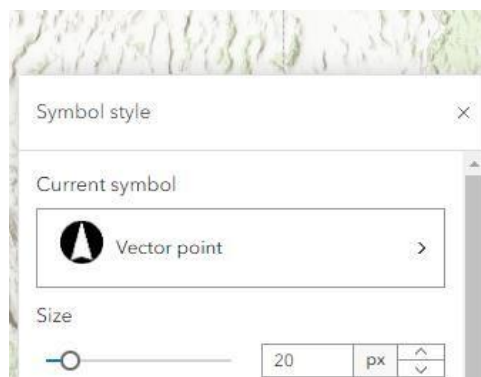 Symbol style
Current symbol
Vector point
Size
20 px